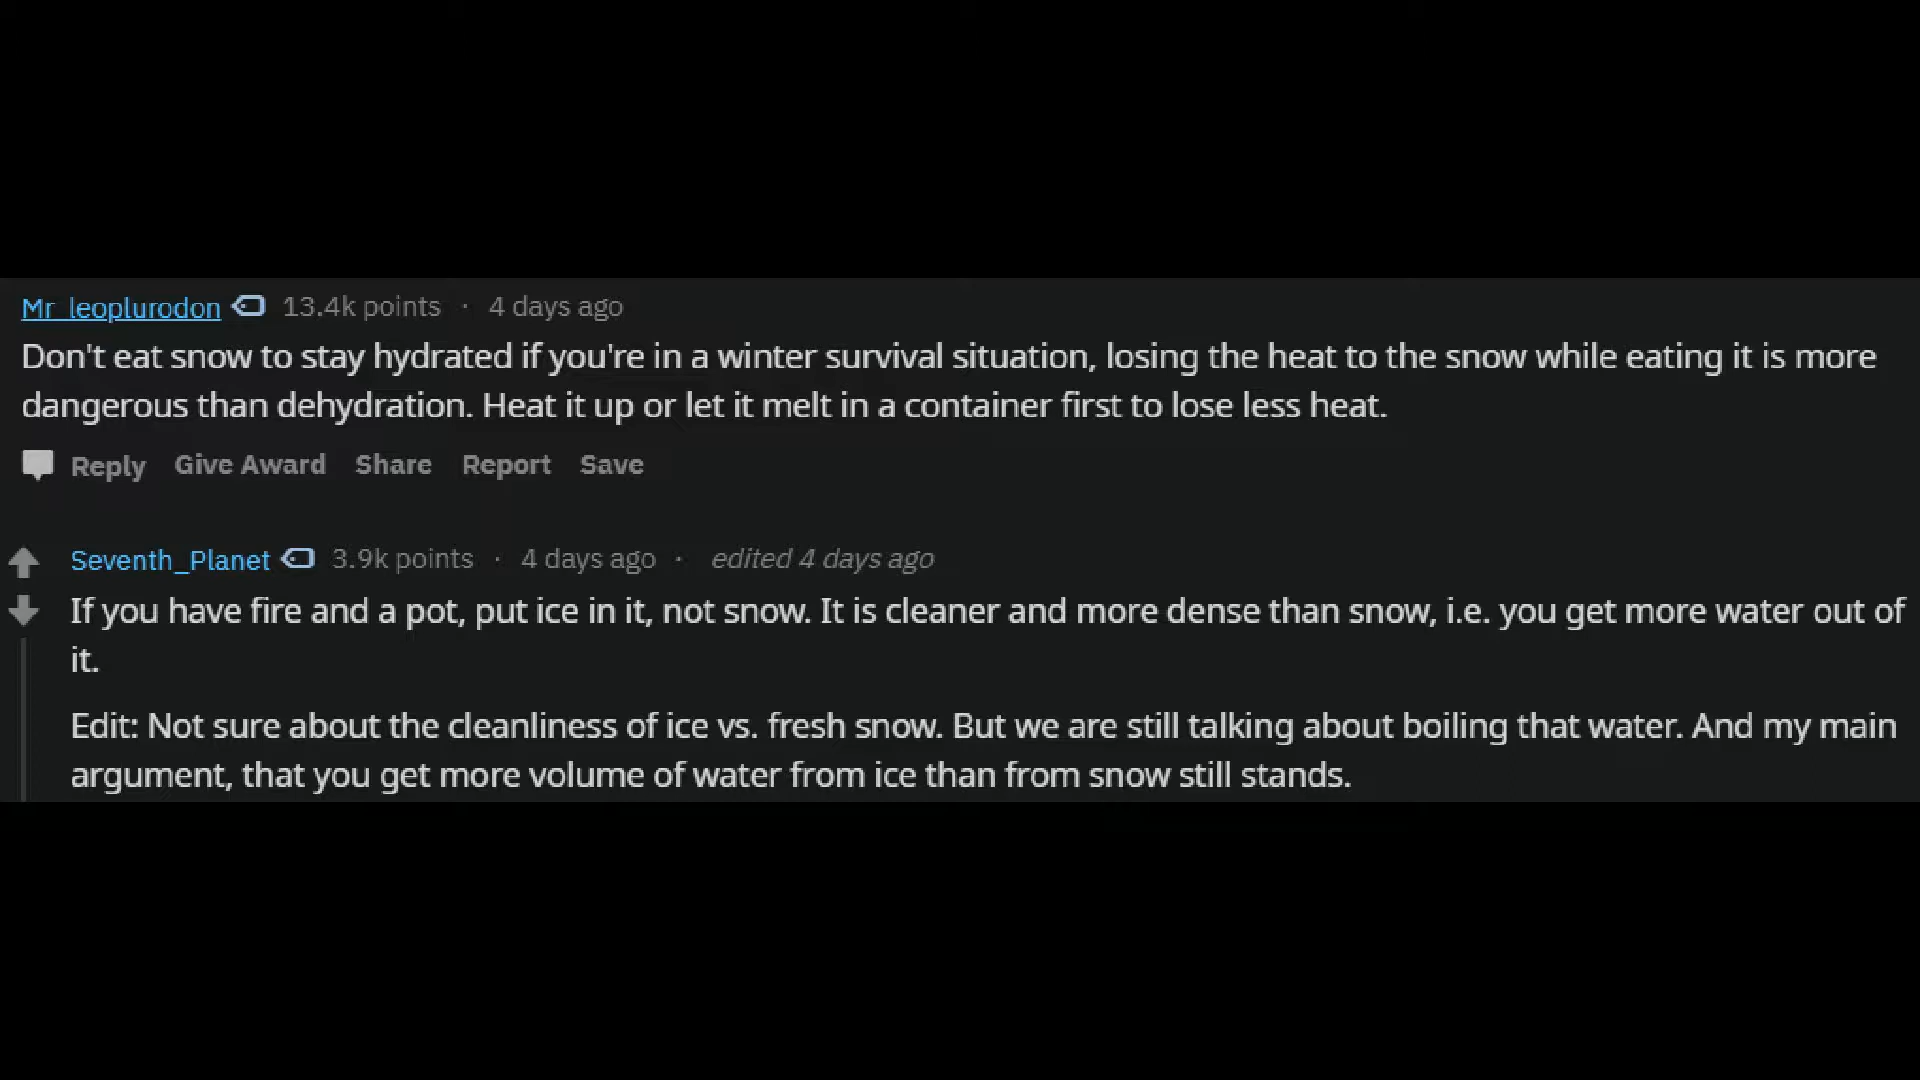 Mr_leoplurodon 13.4k points · 4 days ago
Don't eat snow to stay hydrated if you're in a winter survival situation, losing the heat to the snow while eating it is more
dangerous than dehydration. Heat it up or let it melt in a container first to lose less heat.
Reply Give Award Share Report Save
Seventh_Planet 3.9k points · 4 days ago · edited 4 days ago
If you have fire and a pot, put ice in it, not snow. It is cleaner and more dense than snow, i.e. you get more water out of
it.
Edit: Not sure about the cleanliness of ice vs. fresh snow. But we are still talking about boiling that water. And my main
argument, that you get more volume of water from ice than from snow still stands.